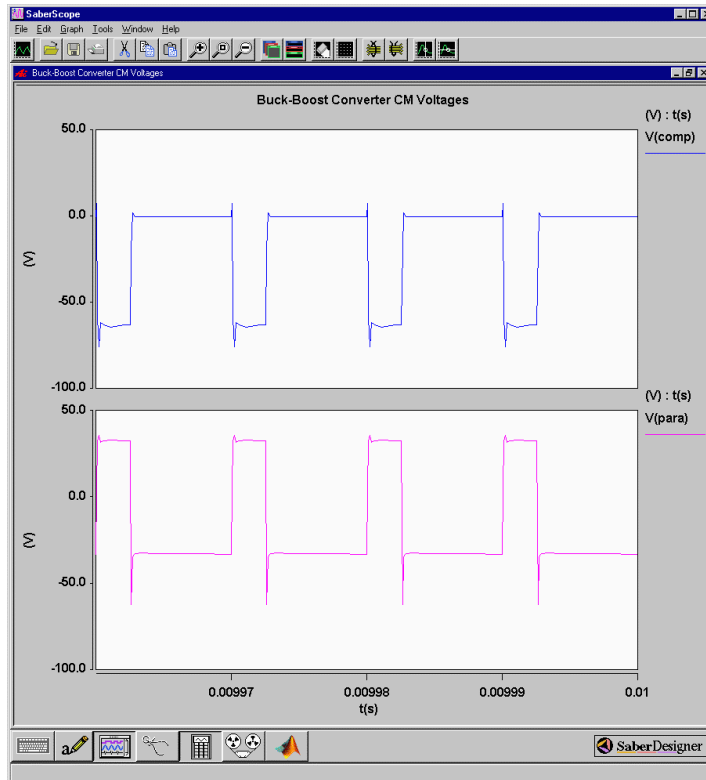 SaberScope
File Edit Graph Tools Window Help
Buck-Boost Converter CM Voltages
Buck-Boost Converter CM Voltages
(V) : t(s)
V(comp)
50.0
0.0
(V)
-50.0
-100.0
(V) : t(s)
V(para)
50.0
0.0
(V)
-50.0
-100.0
0.00997 0.00998 0.00999 0.01
t(s)
a
SaberDesigner